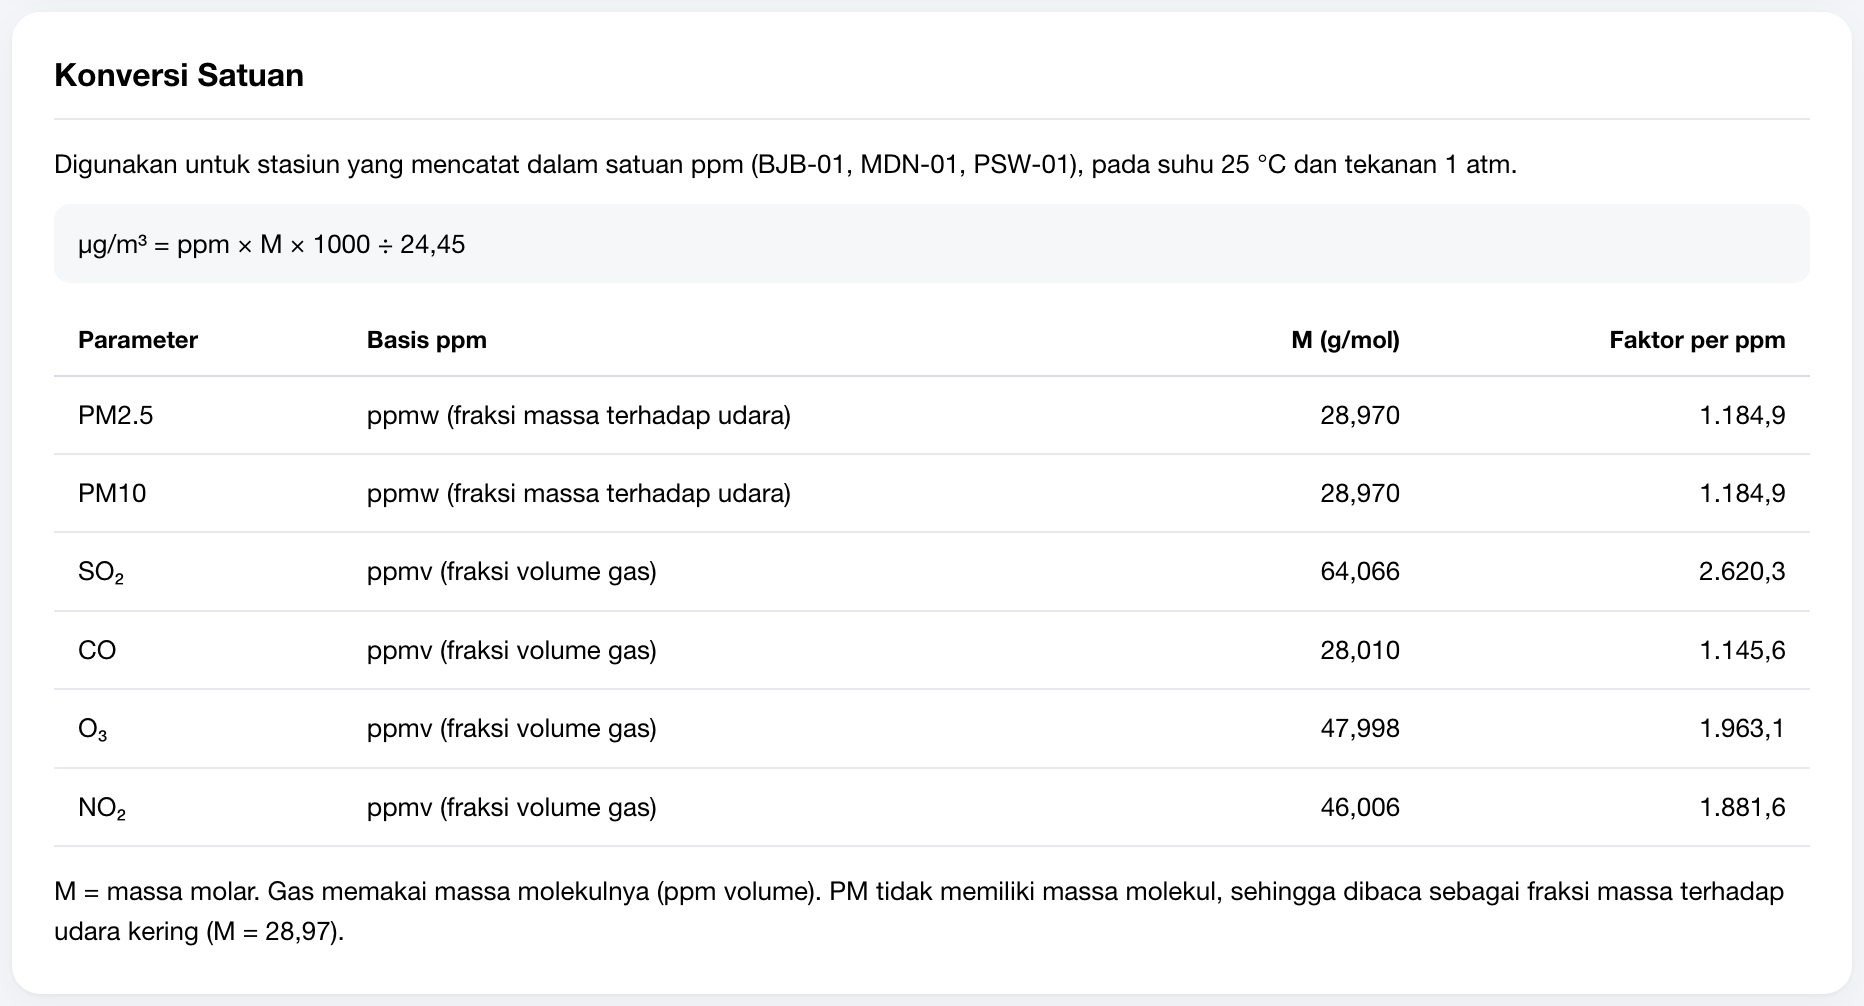 Konversi Satuan
Digunakan untuk stasiun yang mencatat dalam satuan ppm (BJB-01, MDN-01, PSW-01), pada suhu 25 °C dan tekanan 1 atm.
µg/m³ = ppm × M × 1000 ÷ 24,45
Parameter Basis ppm M (g/mol) Faktor per ppm
PM2.5 ppmw (fraksi massa terhadap udara) 28,970 1.184,9
PM10 ppmw (fraksi massa terhadap udara) 28,970 1.184,9
SO₂ ppmv (fraksi volume gas) 64,066 2.620,3
CO ppmv (fraksi volume gas) 28,010 1.145,6
O₃ ppmv (fraksi volume gas) 47,998 1.963,1
NO₂ ppmv (fraksi volume gas) 46,006 1.881,6
M = massa molar. Gas memakai massa molekulnya (ppm volume). PM tidak memiliki massa molekul, sehingga dibaca sebagai fraksi massa terhadap
udara kering (M = 28,97).